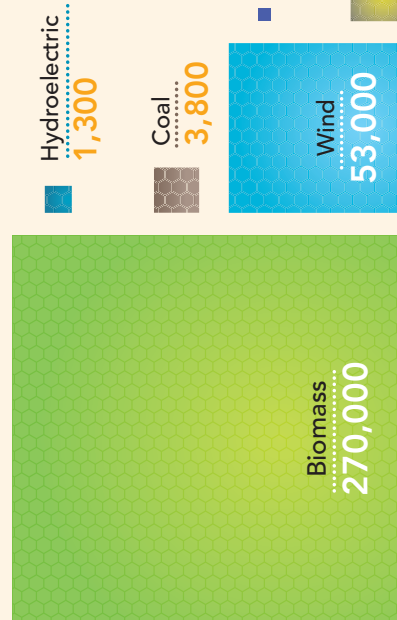 Hydroelectric
1,300
Coal
3,800
Wind
53,000
Biomass
270,000